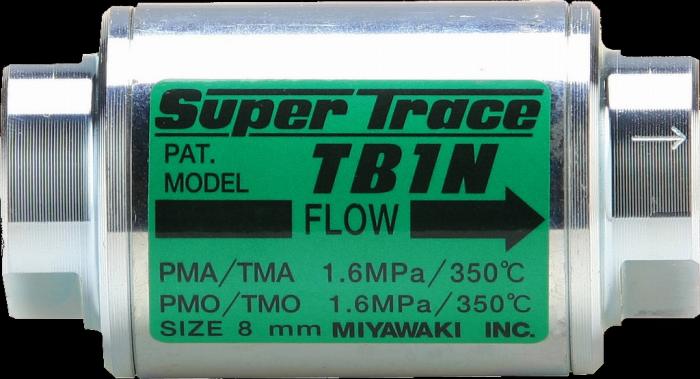 Super Trace
PAT.
MODEL TB1N
FLOW
PMA/TMA 1.6MPa/350℃
PMO/TMO 1.6MPa/350℃
SIZE 8 mm MIYAWAKI INC.